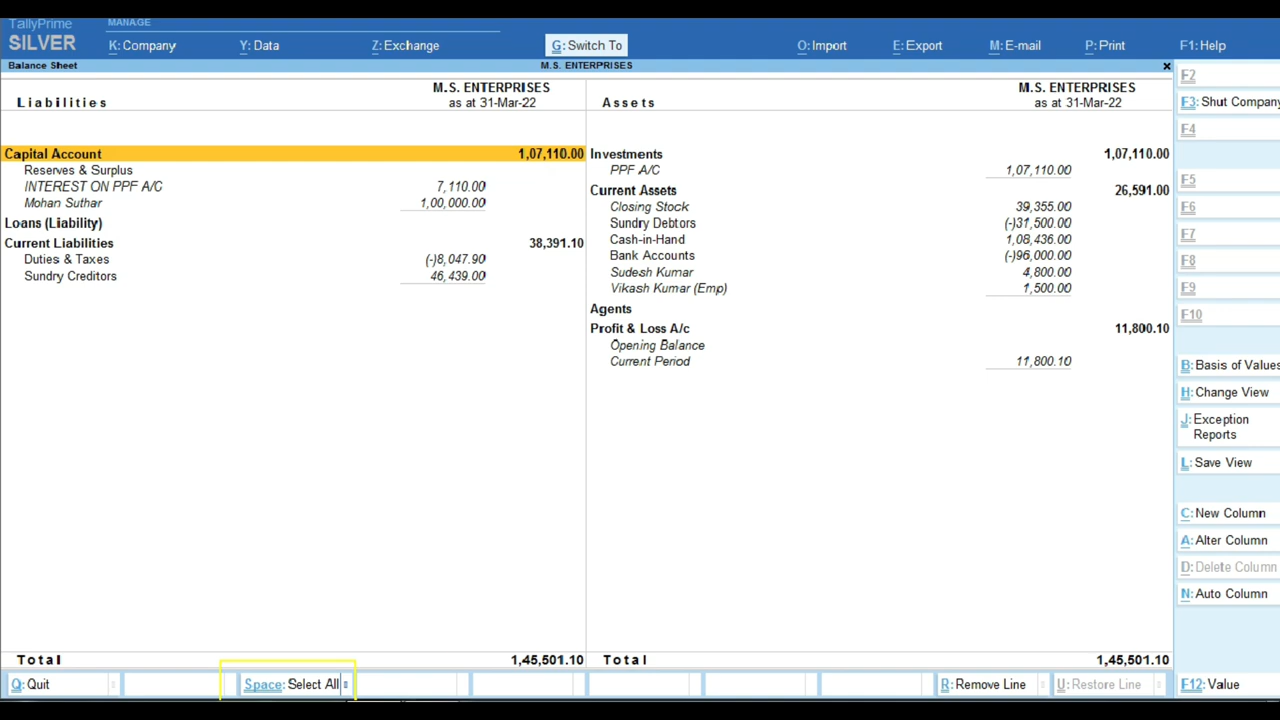 TallyPrime MANAGE
SILVER K: Company Y: Data Z: Exchange G: Switch To O: Import E: Export M: E-mail P: Print F1: Help
Balance Sheet M.S. ENTERPRISES x
Liabilities M.S. ENTERPRISES
as at 31-Mar-22
Capital Account 1,07,110.00
Reserves & Surplus
INTEREST ON PPF A/C 7,110.00
Mohan Suthar 1,00,000.00
Loans (Liability)
Current Liabilities 38,391.10
Duties & Taxes (-)8,047.90
Sundry Creditors 46,439.00
Total 1,45,501.10
Assets M.S. ENTERPRISES
as at 31-Mar-22
Investments 1,07,110.00
PPF A/C 1,07,110.00
Current Assets 26,591.00
Closing Stock 39,355.00
Sundry Debtors (-)31,500.00
Cash-in-Hand 1,08,436.00
Bank Accounts (-)96,000.00
Sudesh Kumar 4,800.00
Vikash Kumar (Emp) 1,500.00
Agents
Profit & Loss A/c 11,800.10
Opening Balance
Current Period 11,800.10
Total 1,45,501.10
F2
F3: Shut Company
F4
F5
F6
F7
F8
F9
F10
B: Basis of Values
H: Change View
J: Exception
Reports
L: Save View
C: New Column
A: Alter Column
D: Delete Column
N: Auto Column
Q: Quit Space: Select All R: Remove Line U: Restore Line F12: Value